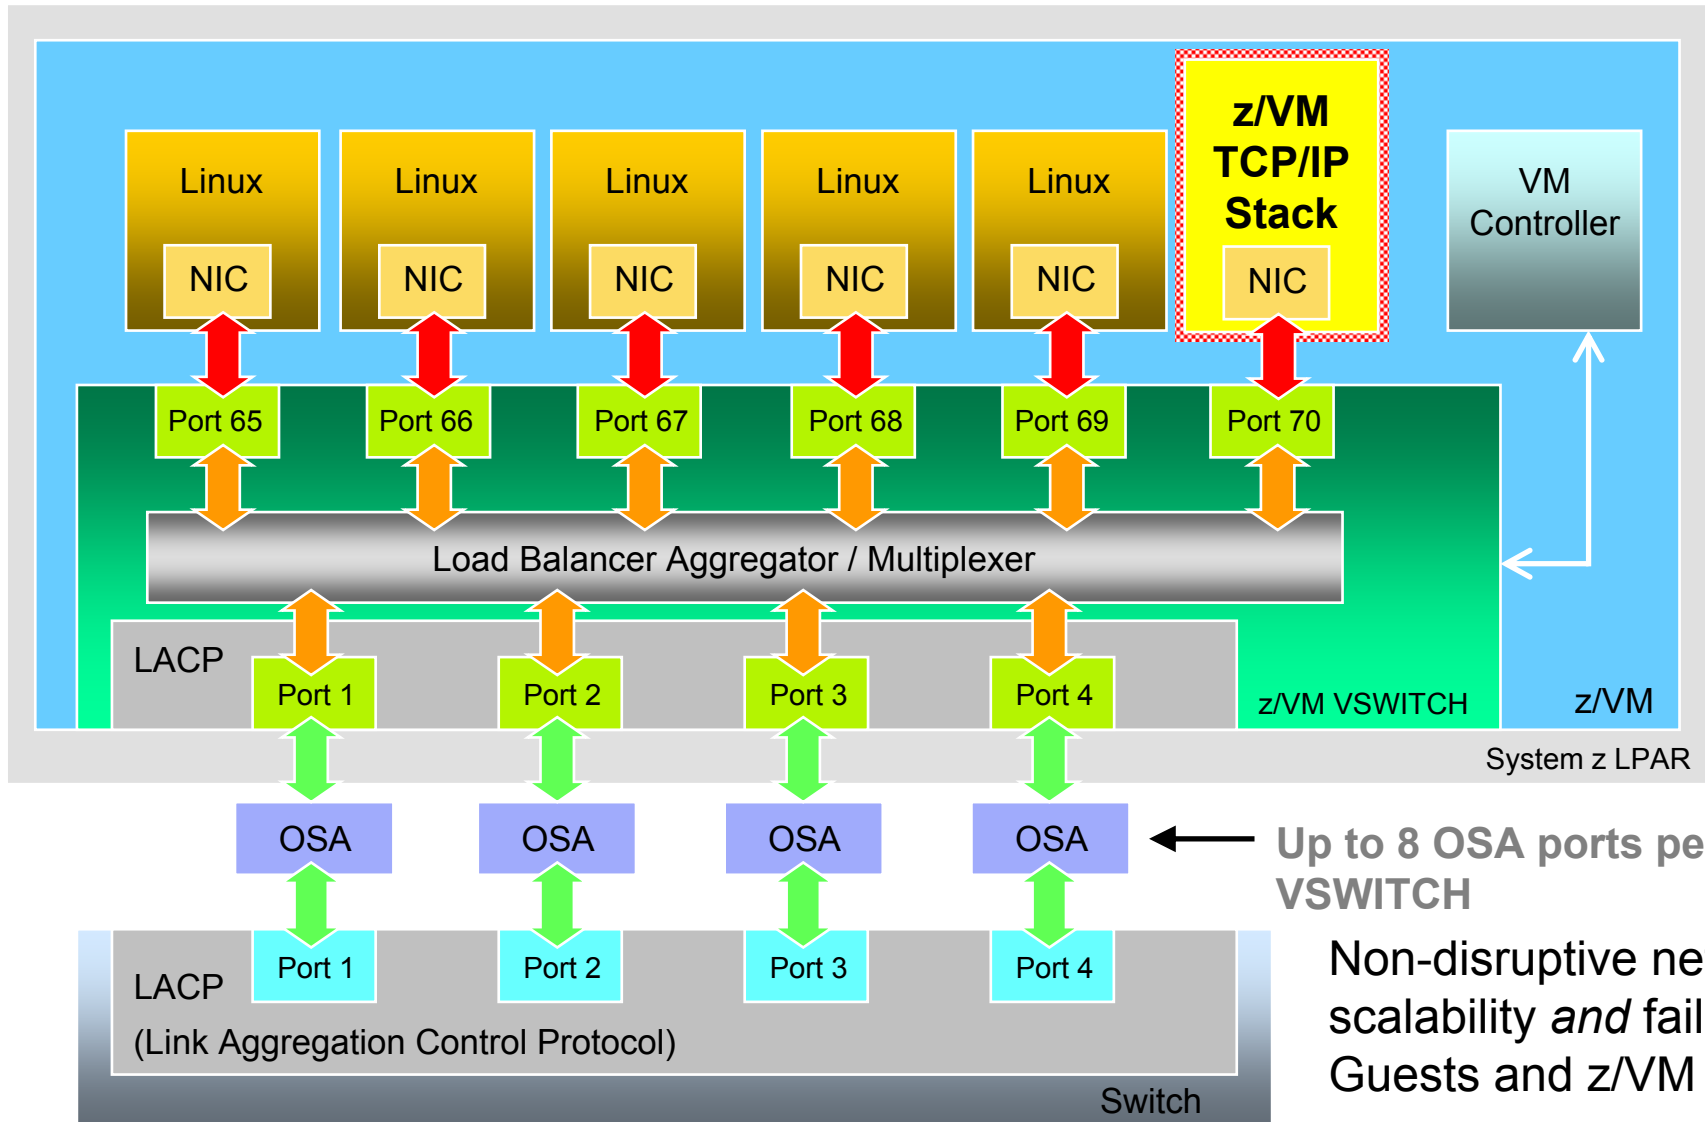 Linux
Linux
Linux
Linux
Linux
z/VM
TCP/IP
Stack
VM
Controller
NIC
NIC
NIC
NIC
NIC
NIC
Port 65
Port 66
Port 67
Port 68
Port 69
Port 70
Load Balancer Aggregator / Multiplexer
LACP
Port 1
Port 2
Port 3
Port 4
z/VM VSWITCH
z/VM
System z LPAR
OSA
OSA
OSA
OSA
Up to 8 OSA ports pe
VSWITCH
Port 1
Port 2
Port 3
Port 4
LACP
(Link Aggregation Control Protocol)
Switch
Non-disruptive ne
scalability and fail
Guests and z/VM